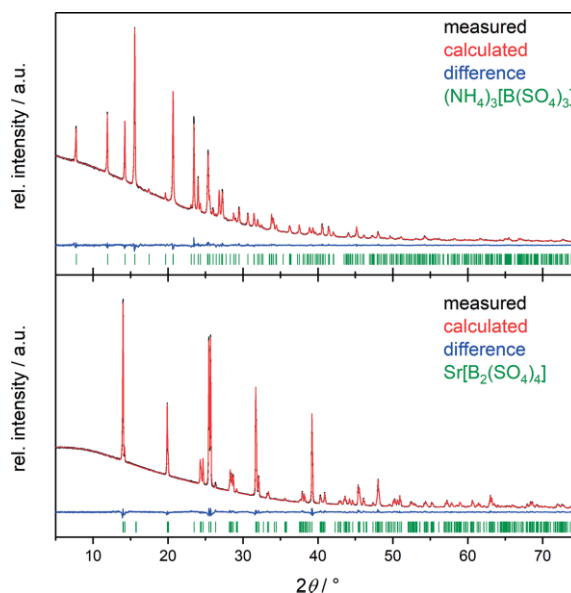 rel. intensity / a.u.
measured
calculated
difference
(NH₄)₃[B(SO₄)₃]
rel. intensity / a.u.
measured
calculated
difference
Sr[B₂(SO₄)₄]
10 20 30 40 50 60 70
2θ / °